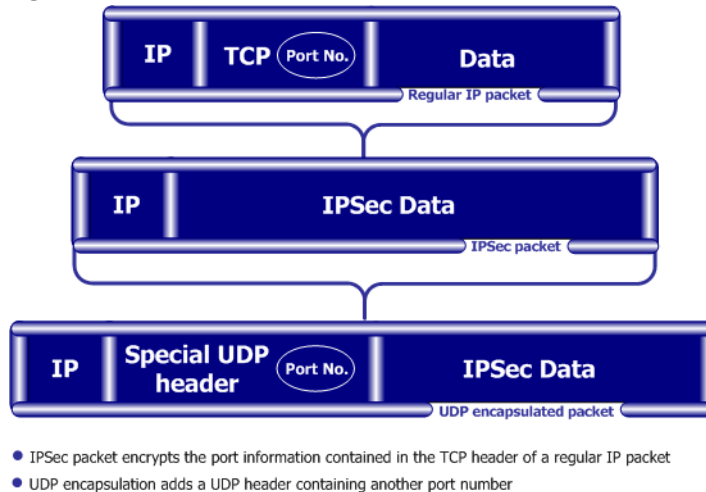 IP TCP Port No. Data
Regular IP packet
IP IPSec Data
IPSec packet
IP Special UDP header Port No. IPSec Data
UDP encapsulated packet
IPSec packet encrypts the port information contained in the TCP header of a regular IP packet
UDP encapsulation adds a UDP header containing another port number